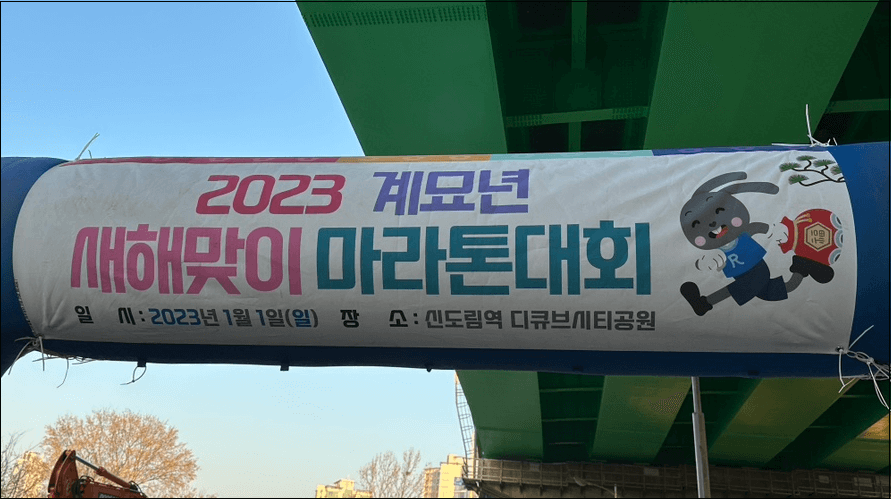 2023 계묘년
새해맞이 마라톤대회
일 시 : 2023년 1월 1일(일) 장 소 : 신도림역 디큐브시티공원
R